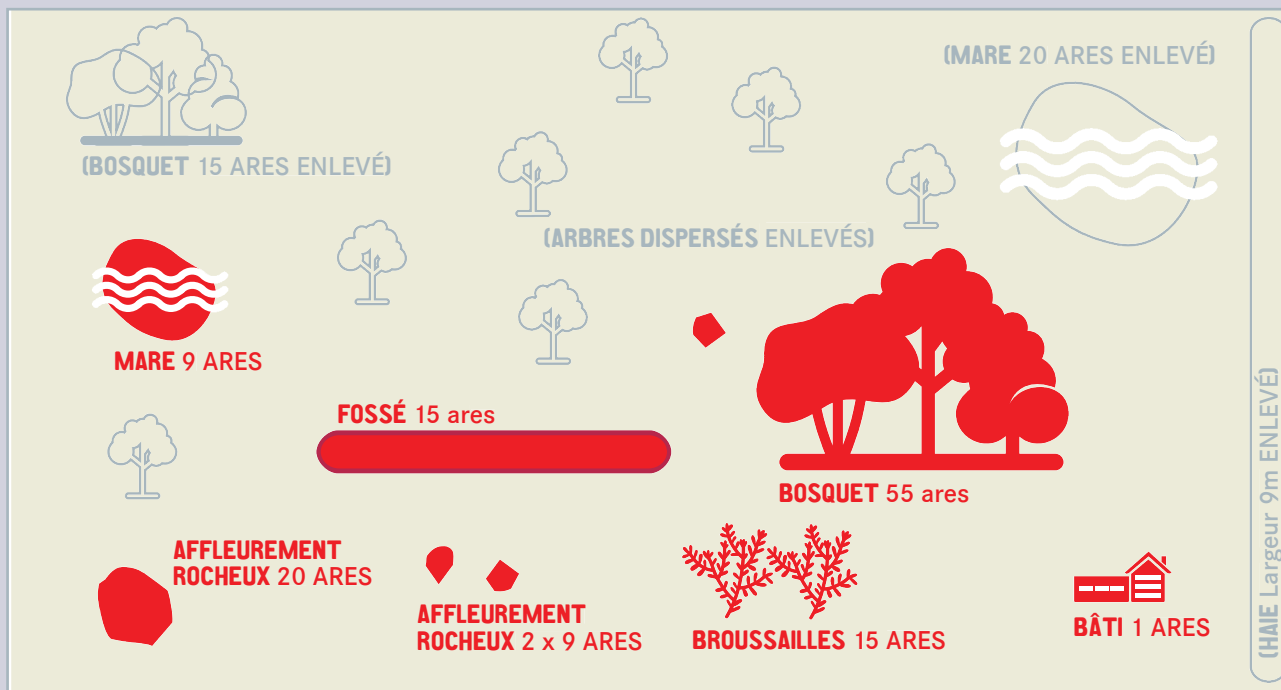 (MARE 20 ARES ENLEVÉ)
(BOSQUET 15 ARES ENLEVÉ)
(ARBRES DISPERSÉS ENLEVÉS)
MARE 9 ARES
FOSSÉ 15 ares
BOSQUET 55 ares
(HAIE Largeur 9m ENLEVÉ)
AFFLEUREMENT
ROCHEUX 20 ARES
AFFLEUREMENT
ROCHEUX 2 x 9 ARES
BROUSSAILLES 15 ARES
BÂTI 1 ARES